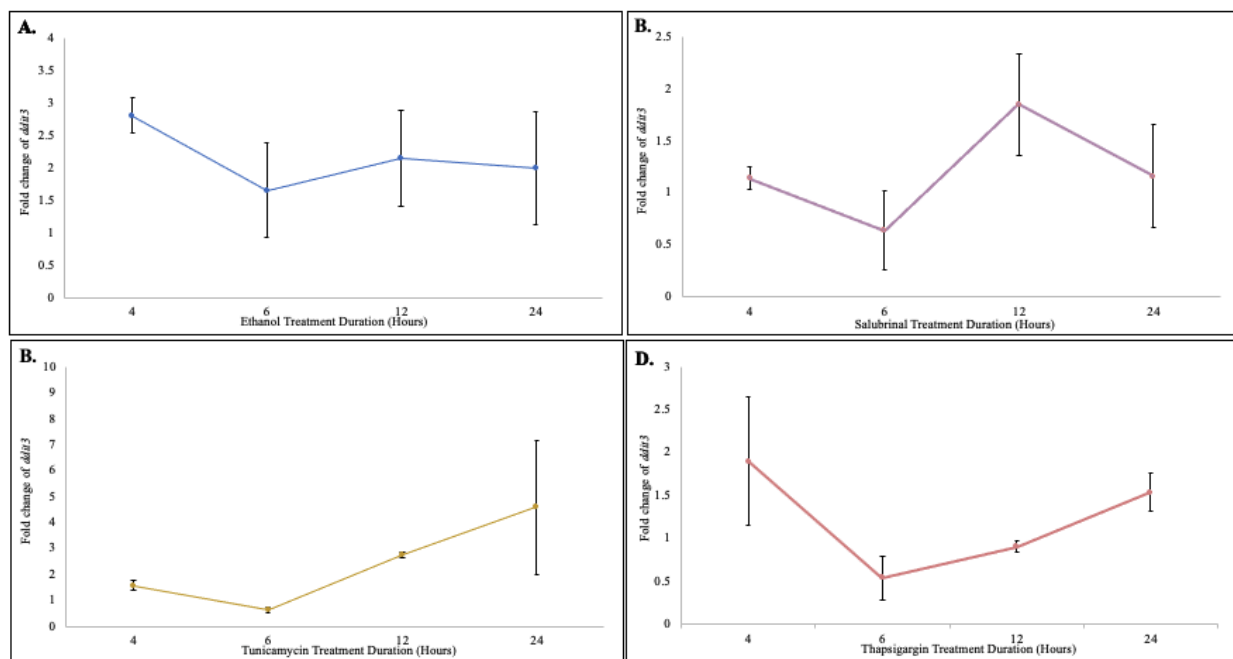 A.
Fold change of ddit3
4
3.5
3
2.5
2
1.5
1
0.5
0
4 6 12 24
Ethanol Treatment Duration (Hours)
B.
Fold change of ddit3
2.5
2
1.5
1
0.5
0
4 6 12 24
Salubrinal Treatment Duration (Hours)
B.
Fold change of ddit3
10
9
8
7
6
5
4
3
2
1
0
4 6 12 24
Tunicamycin Treatment Duration (Hours)
D.
Fold change of ddit3
3
2.5
2
1.5
1
0.5
0
4 6 12 24
Thapsigargin Treatment Duration (Hours)